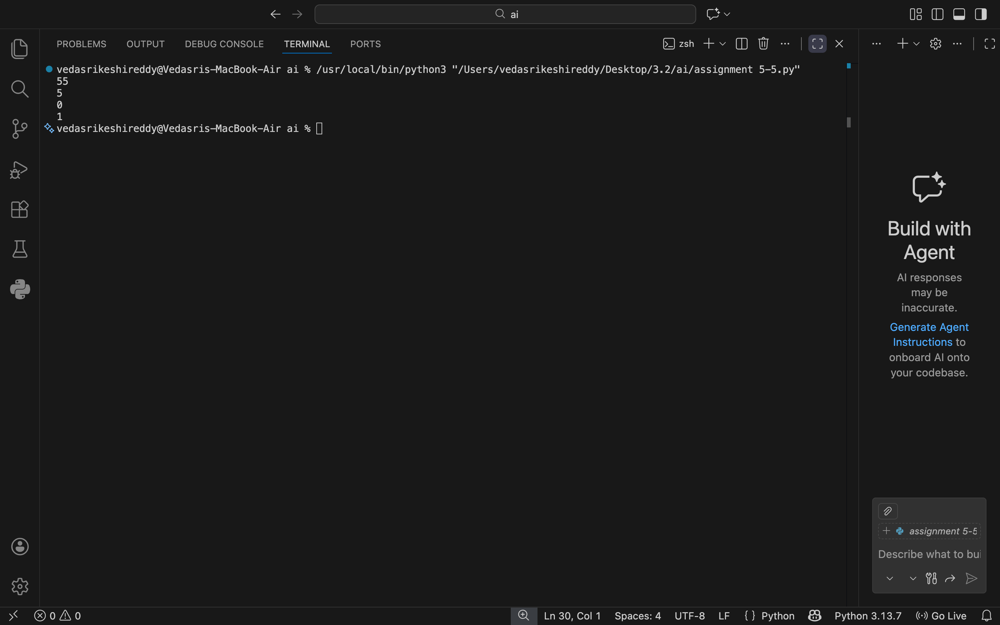 ai
PROBLEMS OUTPUT DEBUG CONSOLE TERMINAL PORTS
zsh
vedasrikeshireddy@Vedasris-MacBook-Air ai % /usr/local/bin/python3 "/Users/vedasrikeshireddy/Desktop/3.2/ai/assignment 5-5.py"
55
5
0
1
vedasrikeshireddy@Vedasris-MacBook-Air ai %
Build with
Agent
AI responses
may be
inaccurate.
Generate Agent
Instructions to
onboard AI onto
your codebase.
assignment 5-5
Describe what to bui
0 0 Ln 30, Col 1 Spaces: 4 UTF-8 LF {} Python Python 3.13.7 Go Live